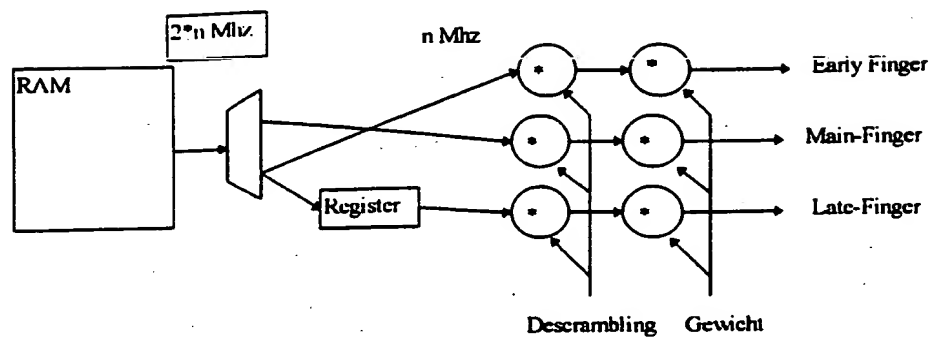 2*n Mhz
n Mhz
RAM
* * Early Finger
* * Main-Finger
Register
* * Late-Finger
Descrambling Gewicht